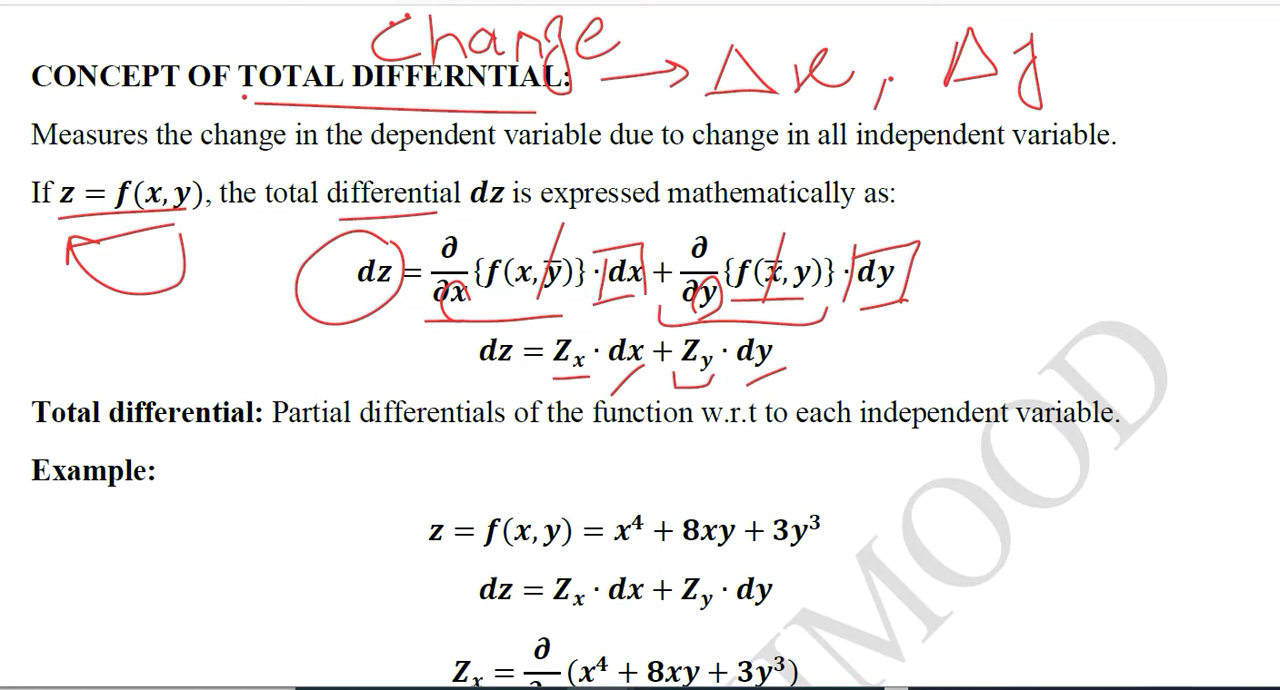 change → Δx, Δy
CONCEPT OF TOTAL DIFFERNTIAL:
Measures the change in the dependent variable due to change in all independent variable.
If z = f(x, y), the total differential dz is expressed mathematically as:
dz = ∂/∂x {f(x, y̅)} · dx + ∂/∂y {f(x̅, y)} · dy
dz = Zₓ · dx + Z_y · dy
Total differential: Partial differentials of the function w.r.t to each independent variable.
Example:
z = f(x, y) = x⁴ + 8xy + 3y³
dz = Zₓ · dx + Z_y · dy
Zₓ = ∂ (x⁴ + 8xy + 3y³)